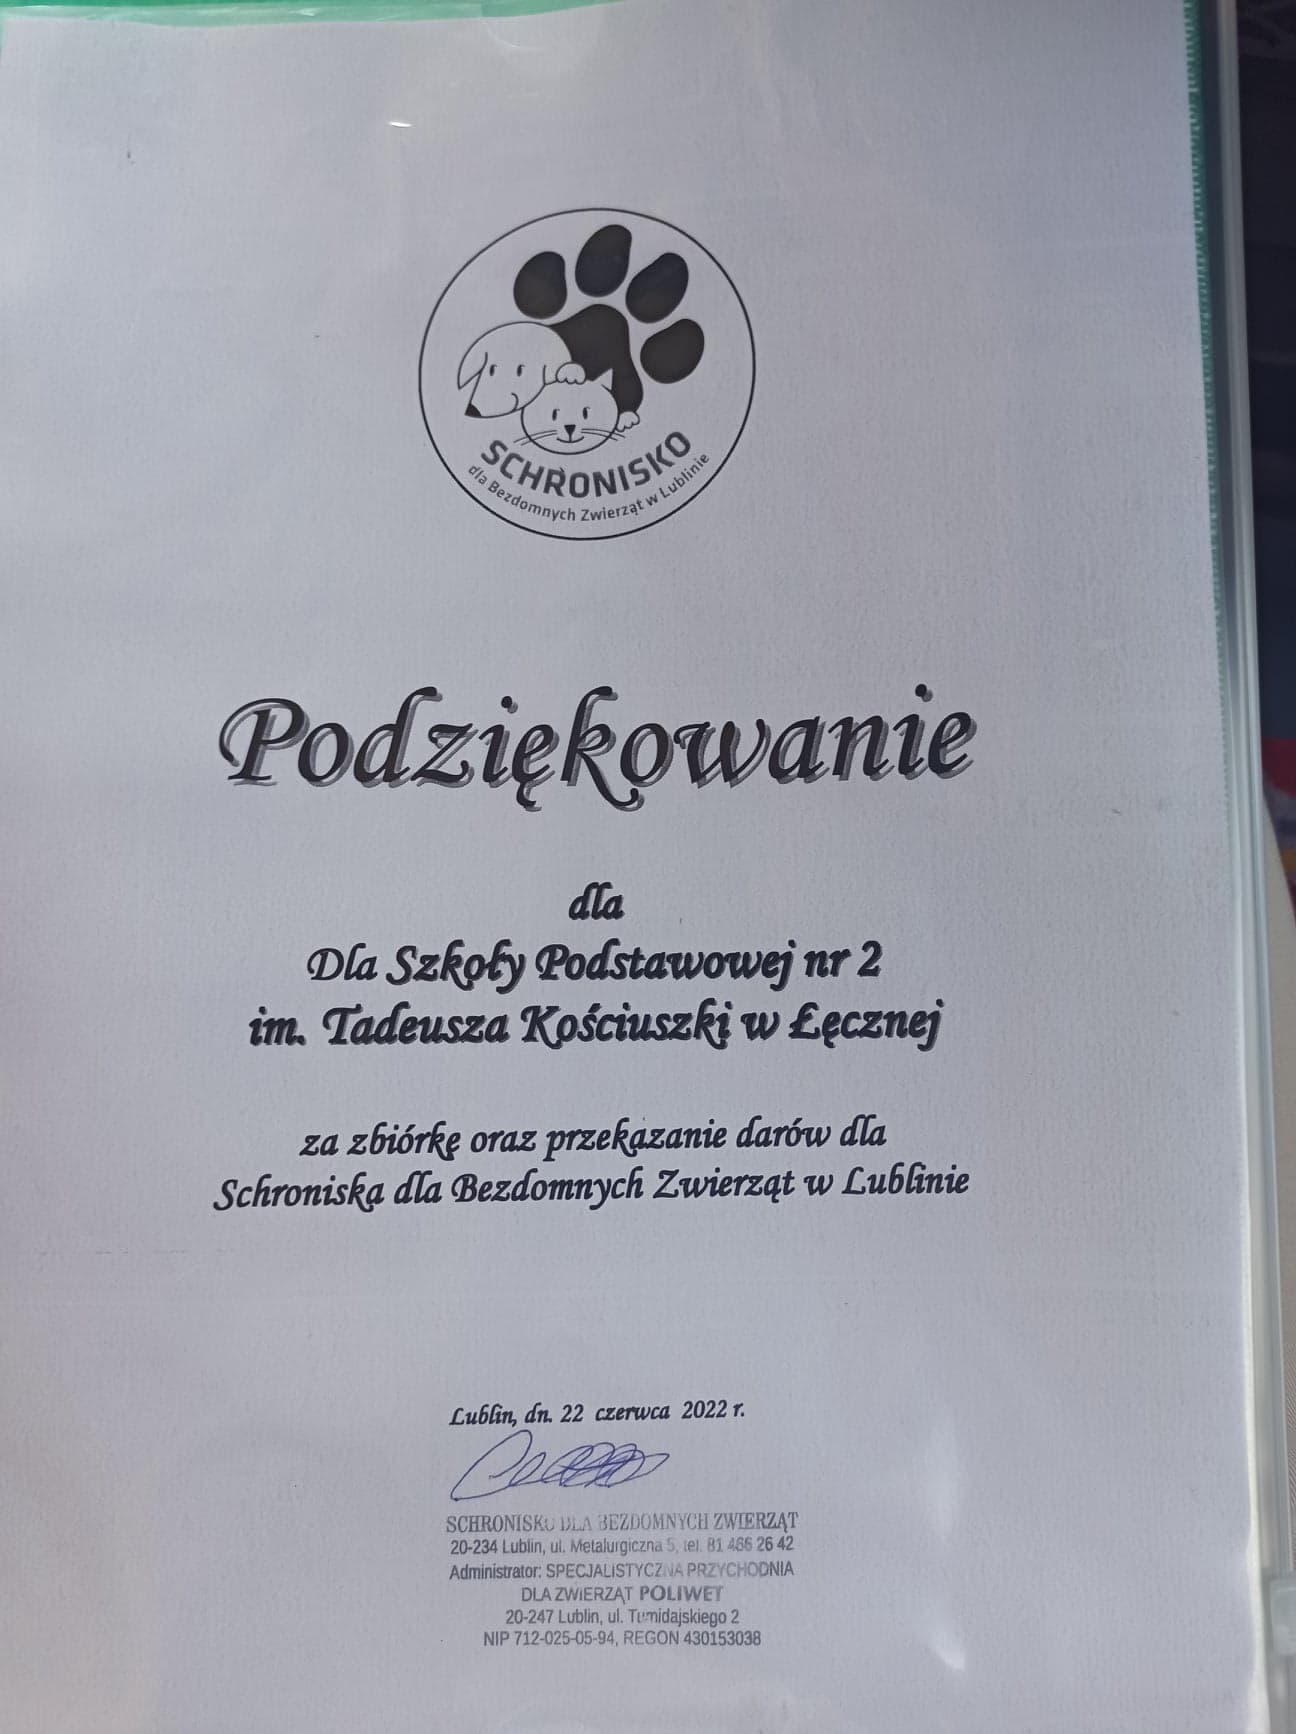 SCHRONISKO
dla Bezdomnych Zwierząt w Lublinie
Podziękowanie
dla
Dla Szkoły Podstawowej nr 2
im. Tadeusza Kościuszki w Łęcznej
za zbiórkę oraz przekazanie darów dla
Schroniska dla Bezdomnych Zwierząt w Lublinie
Lublin, dn. 22 czerwca 2022 r.
SCHRONISKO DLA BEZDOMNYCH ZWIERZĄT
20-234 Lublin, ul. Metalurgiczna 5, tel. 81 466 26 42
Administrator: SPECJALISTYCZNA PRZYCHODNIA
DLA ZWIERZĄT POLIWET
20-247 Lublin, ul. Tumidajskiego 2
NIP 712-025-05-94, REGON 430153038